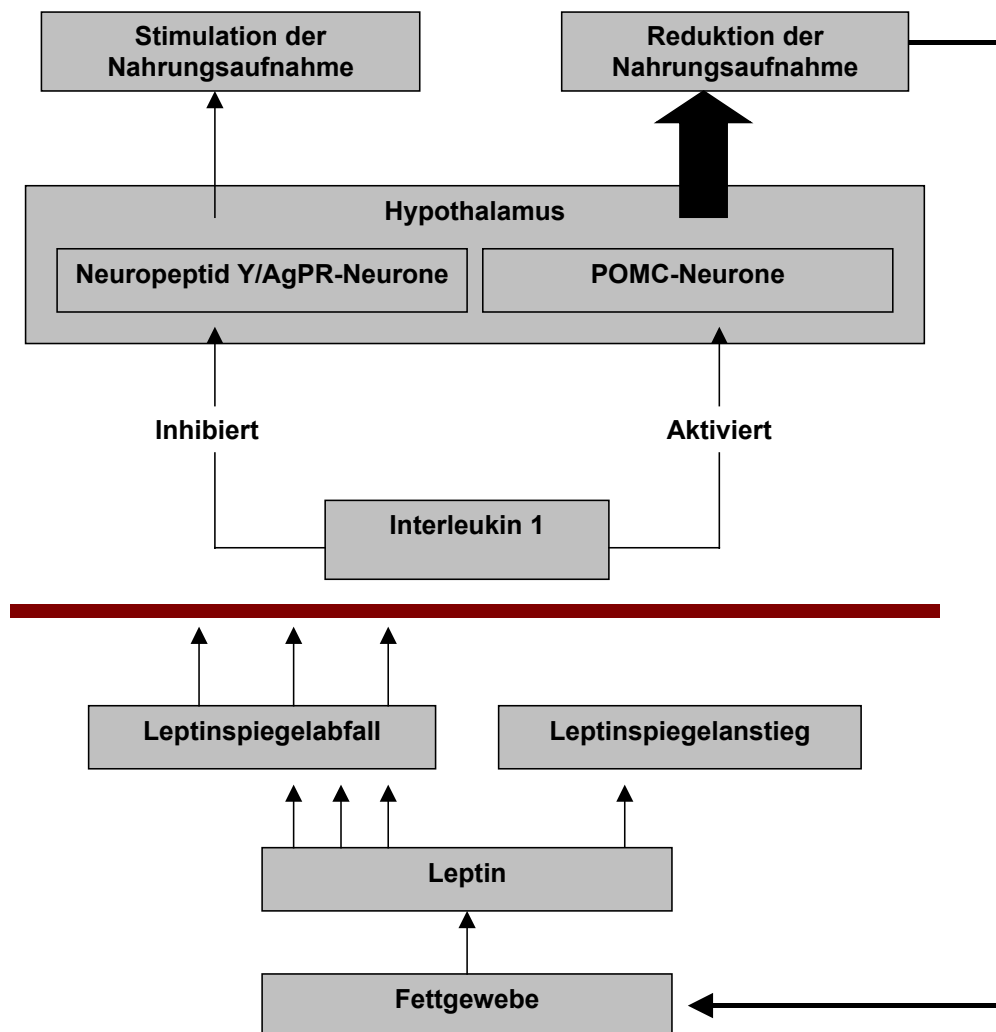 Stimulation der
Nahrungsaufnahme
Reduktion der
Nahrungsaufnahme
Hypothalamus
Neuropeptid Y/AgPR-Neurone
POMC-Neurone
Inhibiert
Aktiviert
Interleukin 1
Leptinspiegelabfall
Leptinspiegelanstieg
Leptin
Fettgewebe